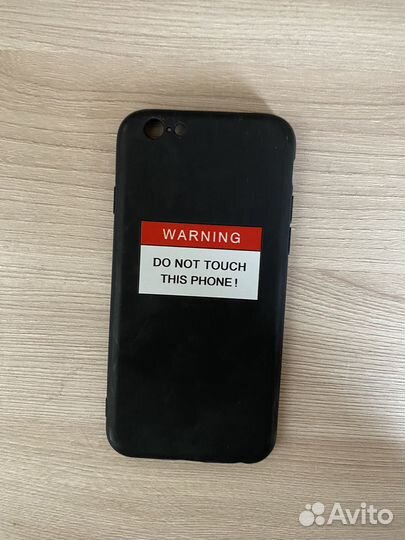 WARNING
DO NOT TOUCH
THIS PHONE!
Avito